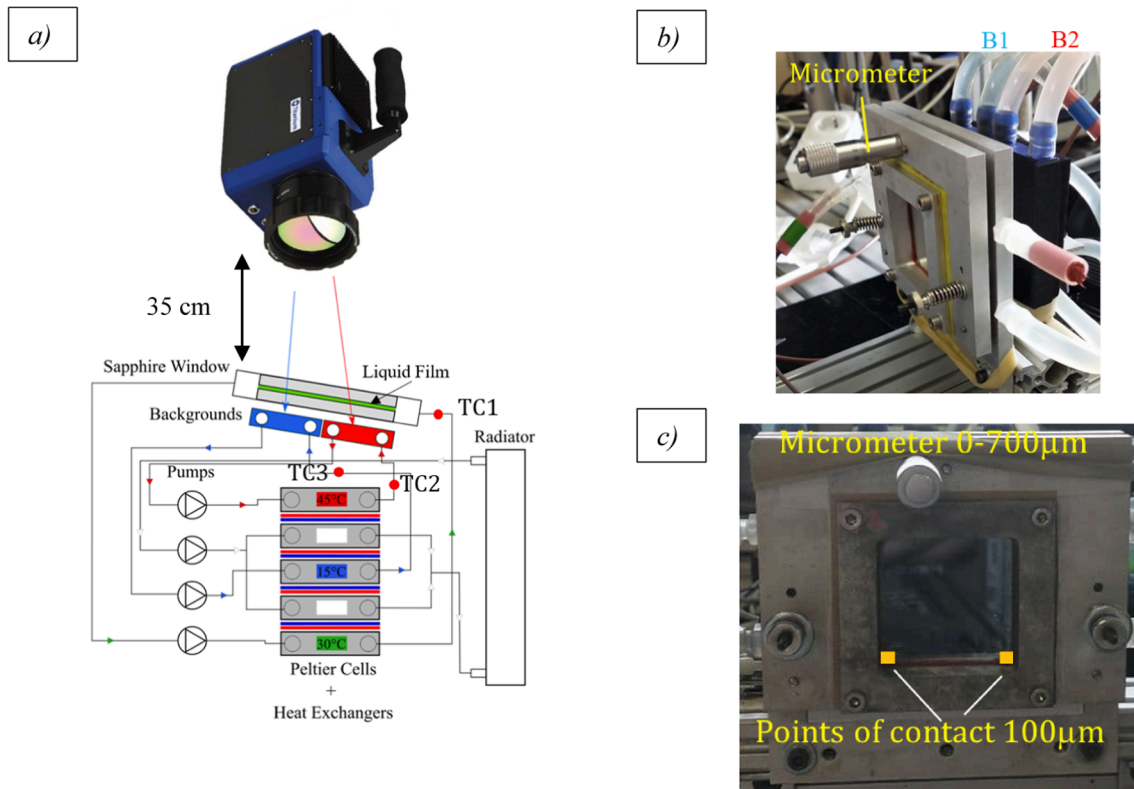 a)
35 cm
Sapphire Window
Liquid Film
Backgrounds
TC1
Radiator
TC3
TC2
Pumps
45°C
15°C
30°C
Peltier Cells
+
Heat Exchangers
b)
B1 B2
Micrometer
c)
Micrometer 0-700μm
Points of contact 100μm